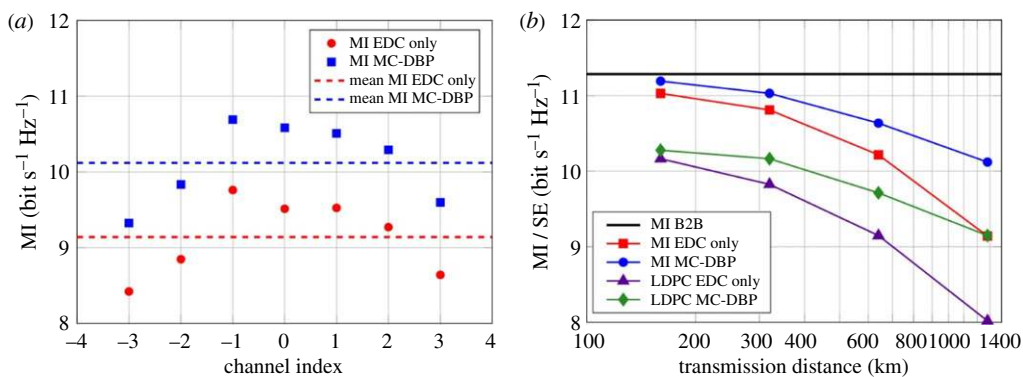 (a)
12
11
10
9
8
MI (bit s⁻¹ Hz⁻¹)
MI EDC only
MI MC-DBP
mean MI EDC only
mean MI MC-DBP
–4 –3 –2 –1 0 1 2 3 4
channel index
(b)
12
11
10
9
8
MI / SE (bit s⁻¹ Hz⁻¹)
MI B2B
MI EDC only
MI MC-DBP
LDPC EDC only
LDPC MC-DBP
100 200 300 400 600 800 1000 1400
transmission distance (km)